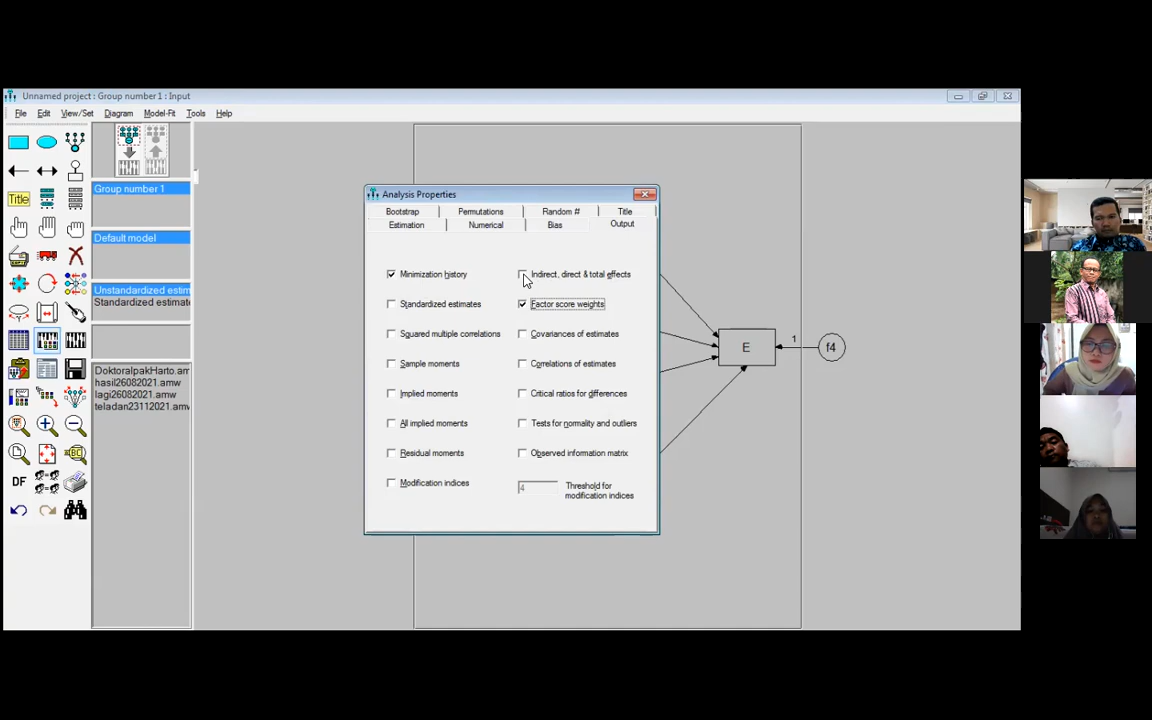 Unnamed project : Group number 1 : Input
File Edit View/Set Diagram Model-Fit Tools Help
Title
DF
Group number 1
Default model
Unstandardized estim
Standardized estimate
DoktoralpakHarto.am
hasil26082021.amw
lagi26082021.amw
teladan23112021.amw
Analysis Properties
Bootstrap Permutations Random # Title
Estimation Numerical Bias Output
Minimization history Indirect, direct & total effects
Standardized estimates Factor score weights
Squared multiple correlations Covariances of estimates
Sample moments Correlations of estimates
Implied moments Critical ratios for differences
All implied moments Tests for normality and outliers
Residual moments Observed information matrix
Modification indices 4 Threshold for
modification indices
E 1 f4